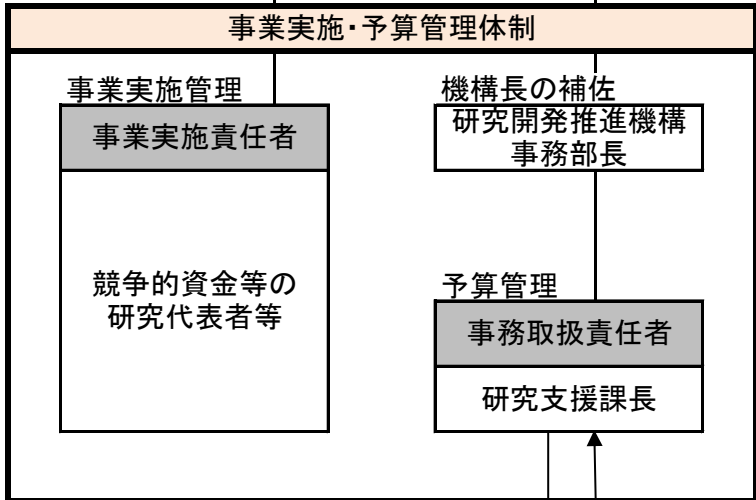 事業実施・予算管理体制
事業実施管理
事業実施責任者
競争的資金等の
研究代表者等
機構長の補佐
研究開発推進機構
事務部長
予算管理
事務取扱責任者
研究支援課長